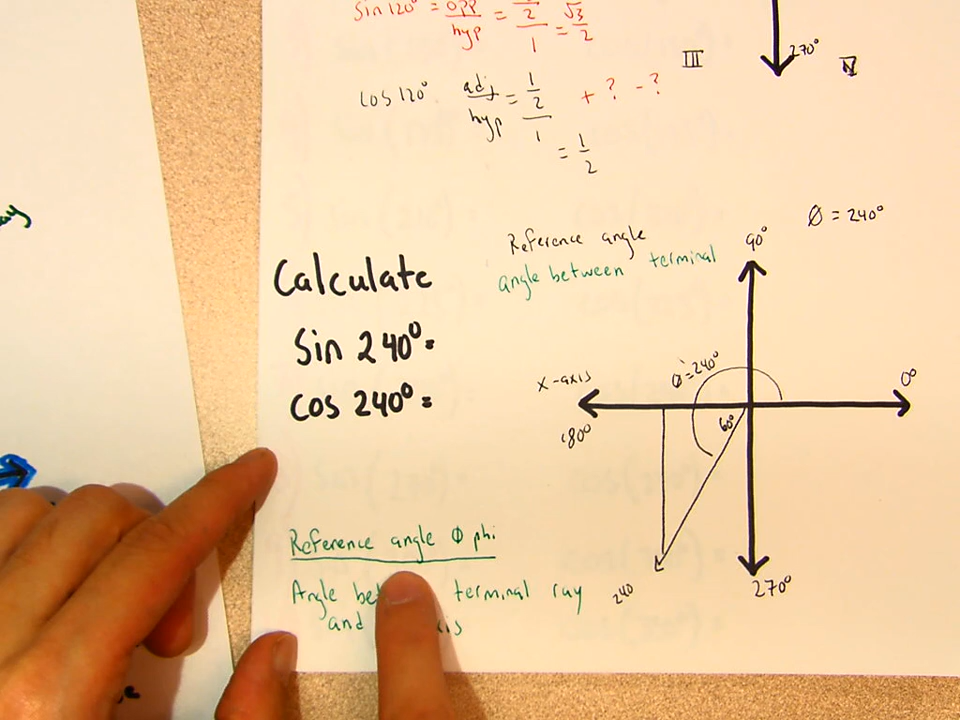 sin 120° = opp/hyp = /2/1 = √3/2
270°
III
IV
cos 120° adj/hyp = 1/2/1 + ? - ?
= 1/2
Ø = 240°
Reference angle
angle between terminal
90°
Calculate
Sin 240° =
cos 240° =
Ø = 240°
x-axis
0°
180°
60°
Reference angle Φ phi
Angle terminal ray
and
240
270°